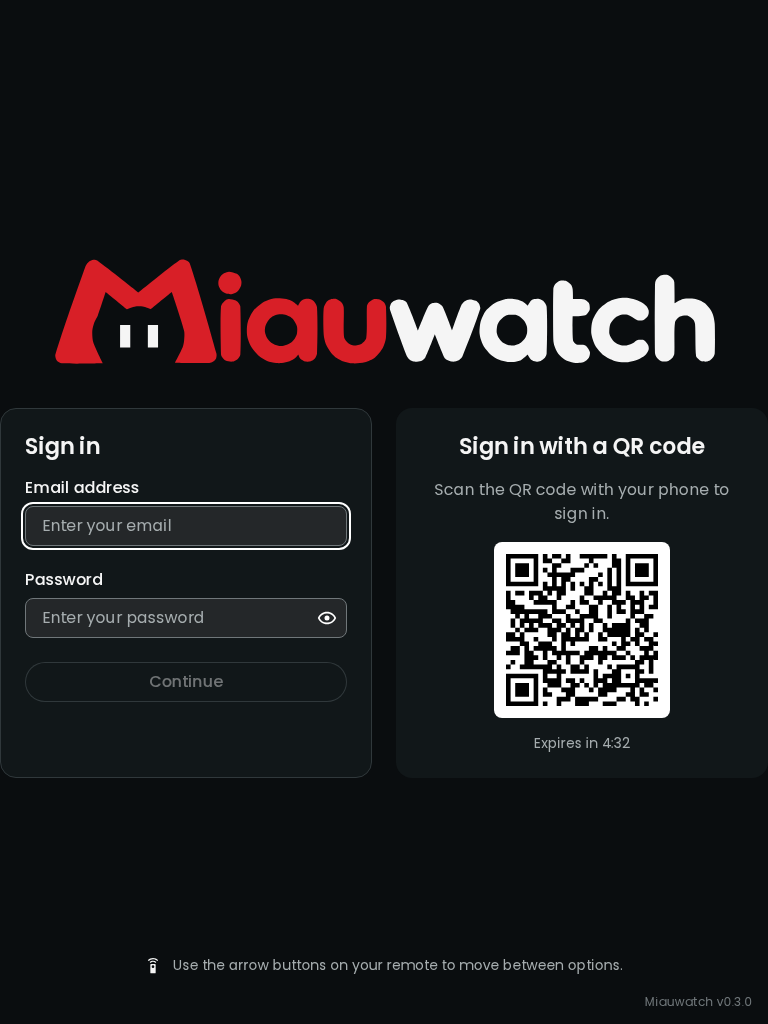 Miauwatch
Sign in
Email address
Enter your email
Password
Enter your password
Continue
Sign in with a QR code
Scan the QR code with your phone to
sign in.
Expires in 4:32
Use the arrow buttons on your remote to move between options.
Miauwatch v0.3.0